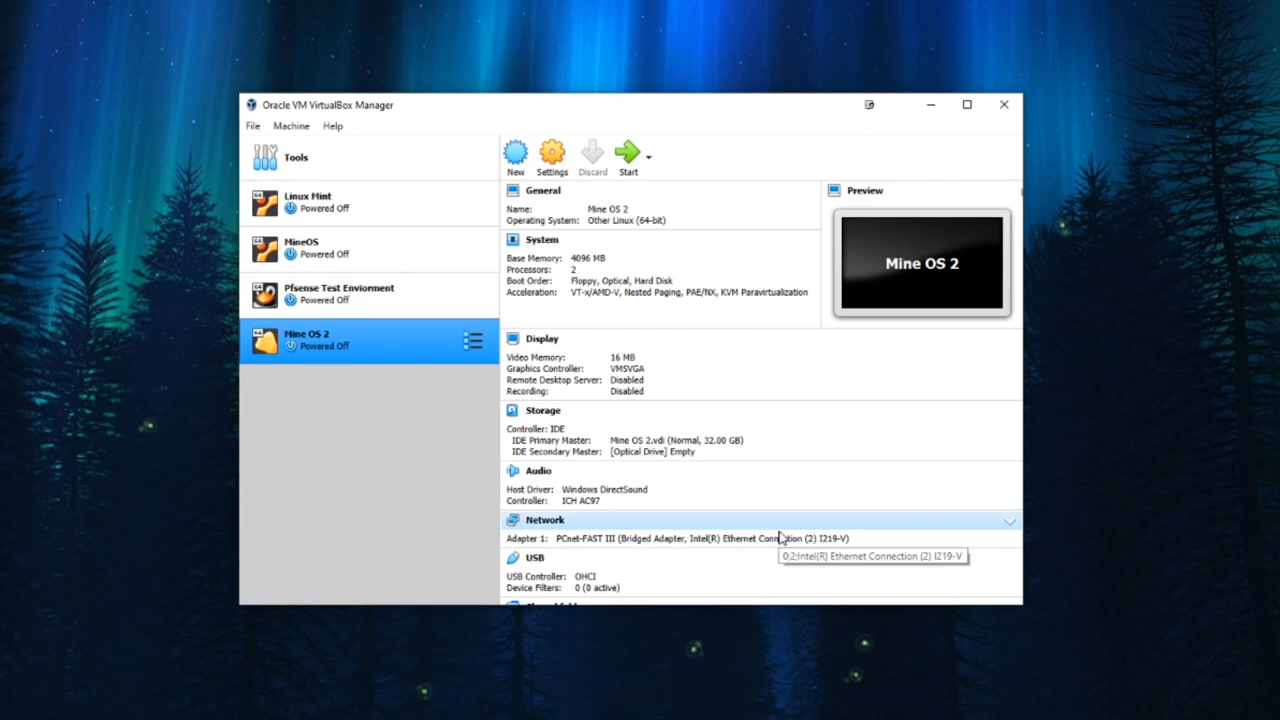 Oracle VM VirtualBox Manager
File Machine Help
Tools
New Settings Discard Start
Linux Mint
Powered Off
MineOS
Powered Off
Pfsense Test Enviorment
Powered Off
Mine OS 2
Powered Off
General
Name: Mine OS 2
Operating System: Other Linux (64-bit)
System
Base Memory: 4096 MB
Processors: 2
Boot Order: Floppy, Optical, Hard Disk
Acceleration: VT-x/AMD-V, Nested Paging, PAE/NX, KVM Paravirtualization
Preview
Mine OS 2
Display
Video Memory: 16 MB
Graphics Controller: VMSVGA
Remote Desktop Server: Disabled
Recording: Disabled
Storage
Controller: IDE
IDE Primary Master: Mine OS 2.vdi (Normal, 32.00 GB)
IDE Secondary Master: [Optical Drive] Empty
Audio
Host Driver: Windows DirectSound
Controller: ICH AC97
Network
Adapter 1: PCnet-FAST III (Bridged Adapter, Intel(R) Ethernet Connection (2) I219-V)
0;2;Intel(R) Ethernet Connection (2) I219-V
USB
USB Controller: OHCI
Device Filters: 0 (0 active)